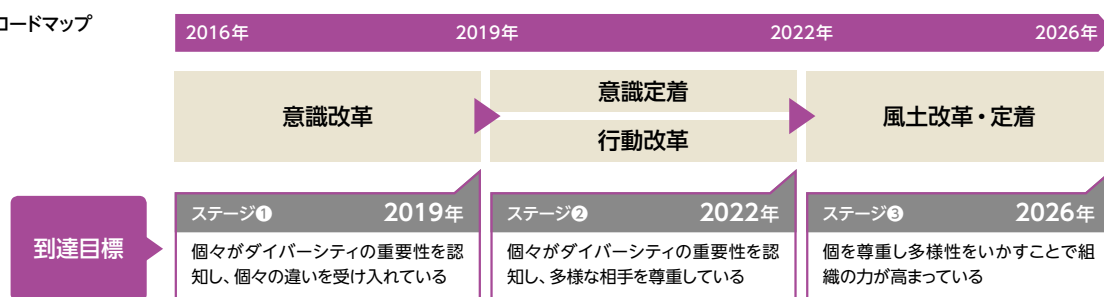 ロードマップ
2016年 2019年 2022年 2026年
意識改革
意識定着
行動改革
風土改革・定着
到達目標
ステージ❶ 2019年
個々がダイバーシティの重要性を認
知し、個々の違いを受け入れている
ステージ❷ 2022年
個々がダイバーシティの重要性を認
知し、多様な相手を尊重している
ステージ❸ 2026年
個を尊重し多様性をいかすことで組
織の力が高まっている